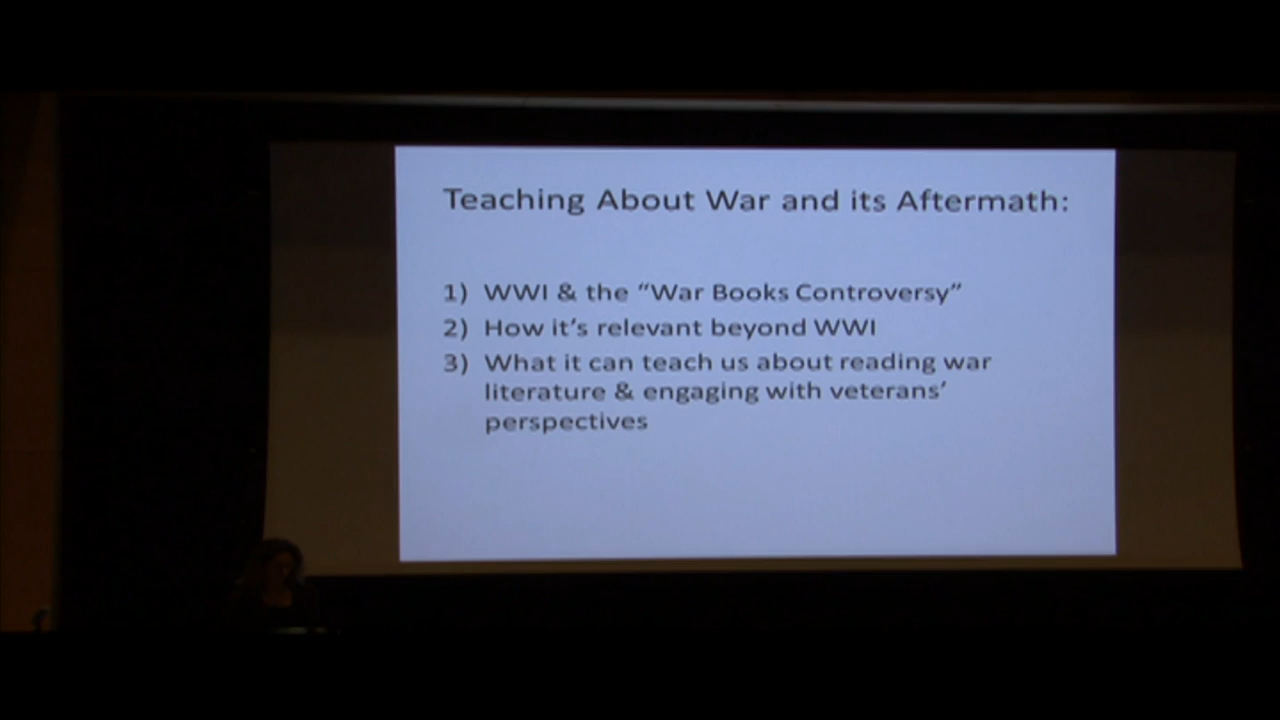 Teaching About War and its Aftermath:
1) WWI & the “War Books Controversy”
2) How it’s relevant beyond WWI
3) What it can teach us about reading war
literature & engaging with veterans’
perspectives